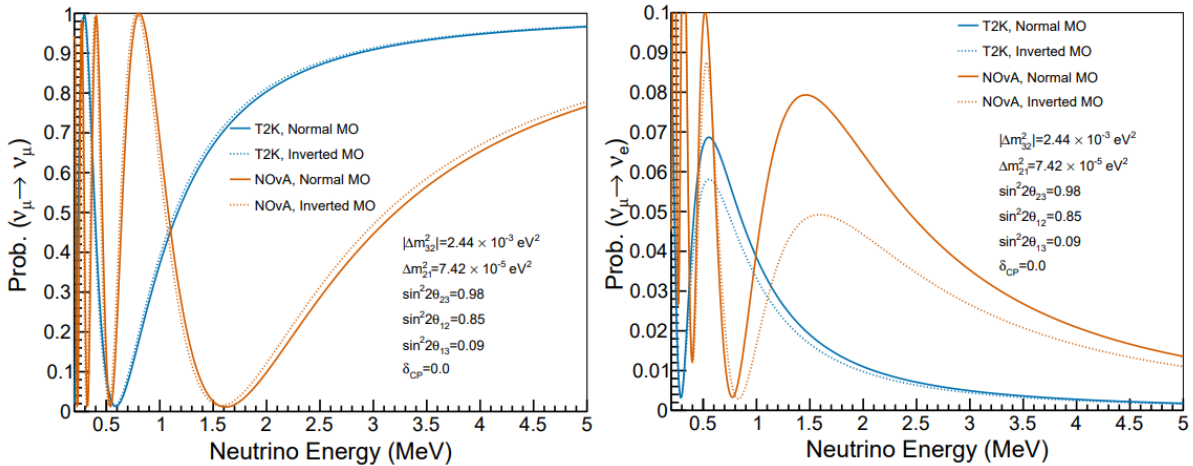 Prob. (νμ→ νμ)
1
0.9
0.8
0.7
0.6
0.5
0.4
0.3
0.2
0.1
0
T2K, Normal MO
T2K, Inverted MO
NOvA, Normal MO
NOvA, Inverted MO
|Δm²₃₂|=2.44 × 10⁻³ eV²
Δm²₂₁=7.42 × 10⁻⁵ eV²
sin²2θ₂₃=0.98
sin²2θ₁₂=0.85
sin²2θ₁₃=0.09
δCP=0.0
0.5 1 1.5 2 2.5 3 3.5 4 4.5 5
Neutrino Energy (MeV)
Prob. (νμ→ νe)
0.1
0.09
0.08
0.07
0.06
0.05
0.04
0.03
0.02
0.01
0
T2K, Normal MO
T2K, Inverted MO
NOvA, Normal MO
NOvA, Inverted MO
|Δm²₃₂|=2.44 × 10⁻³ eV²
Δm²₂₁=7.42 × 10⁻⁵ eV²
sin²2θ₂₃=0.98
sin²2θ₁₂=0.85
sin²2θ₁₃=0.09
δCP=0.0
0.5 1 1.5 2 2.5 3 3.5 4 4.5 5
Neutrino Energy (MeV)